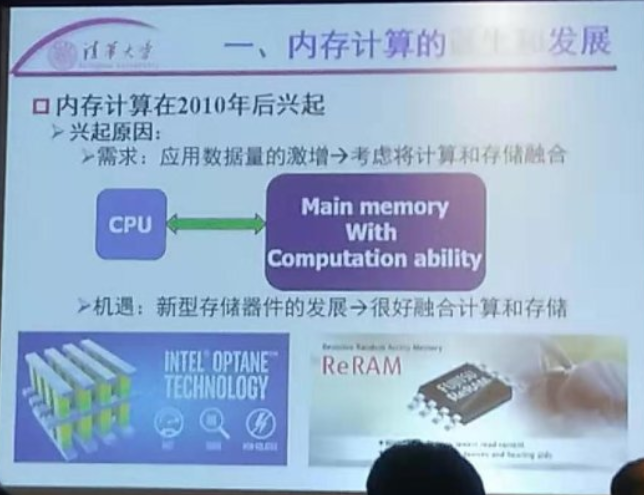 清华大学
一、内存计算的诞生和发展
内存计算在2010年后兴起
兴起原因：
需求：应用数据量的激增→考虑将计算和存储融合
CPU
Main memory
With
Computation ability
机遇：新型存储器件的发展→很好融合计算和存储
INTEL® OPTANE™
TECHNOLOGY
Resistive Random Access Memory
ReRAM
FUJITSU